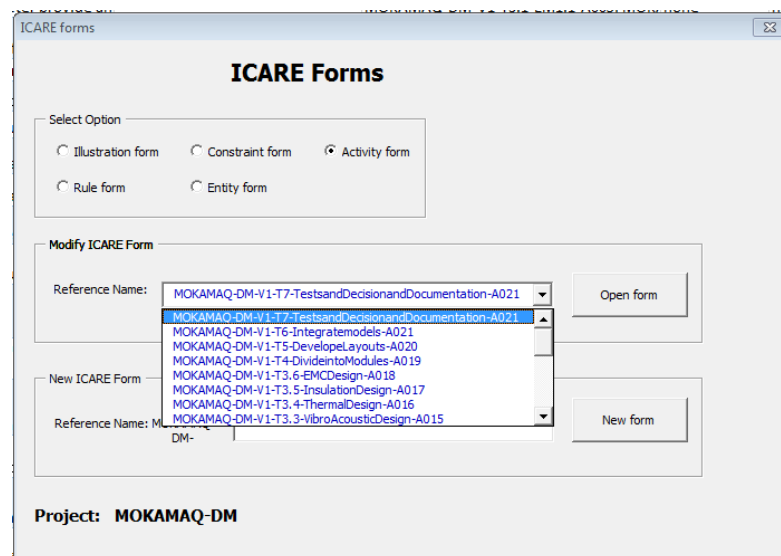 ICARE forms
ICARE Forms
Select Option
Illustration form Constraint form Activity form
Rule form Entity form
Modify ICARE Form
Reference Name: MOKAMAQ-DM-V1-T7-TestsandDecisionandDocumentation-A021 Open form
MOKAMAQ-DM-V1-T7-TestsandDecisionandDocumentation-A021
MOKAMAQ-DM-V1-T6-Integratemodels-A021
MOKAMAQ-DM-V1-T5-DevelopeLayouts-A020
MOKAMAQ-DM-V1-T4-DivideintoModules-A019
MOKAMAQ-DM-V1-T3.6-EMCDesign-A018
MOKAMAQ-DM-V1-T3.5-InsulationDesign-A017
MOKAMAQ-DM-V1-T3.4-ThermalDesign-A016
MOKAMAQ-DM-V1-T3.3-VibroAcousticDesign-A015
New ICARE Form
Reference Name: New form
DM-
Project: MOKAMAQ-DM